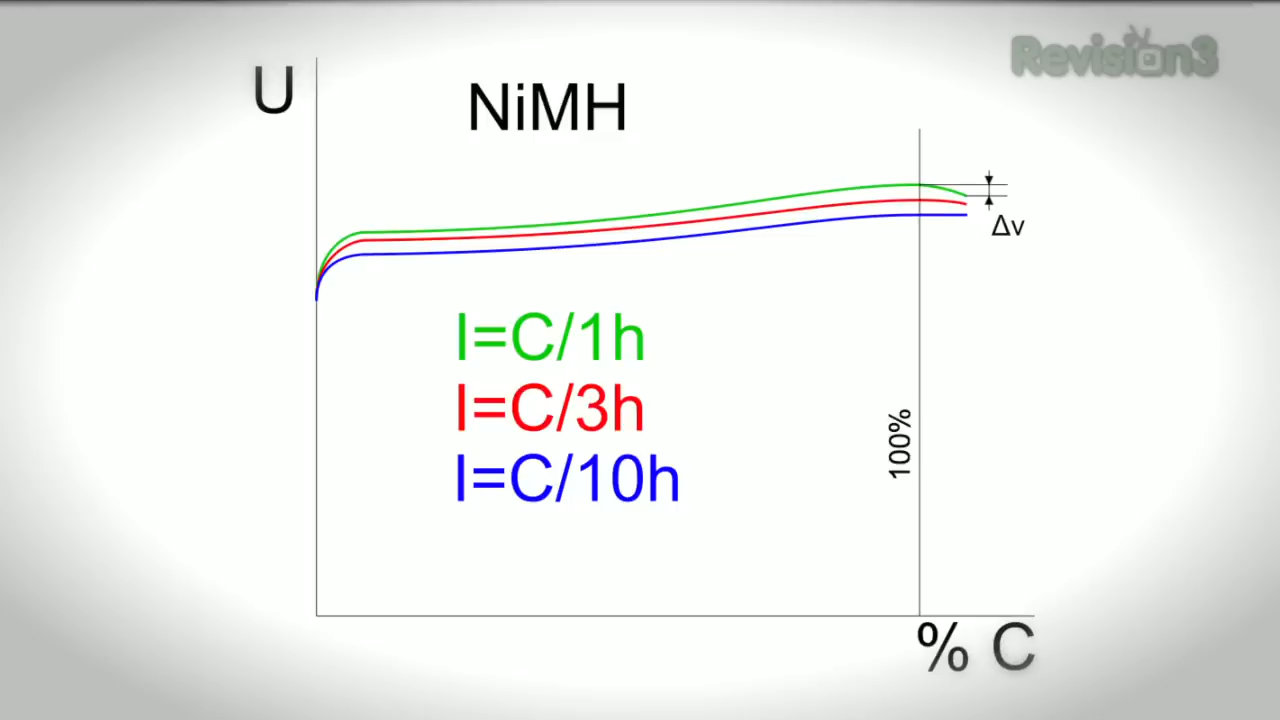 Revision3
U
NiMH
Δv
I=C/1h
I=C/3h
I=C/10h
100%
% C